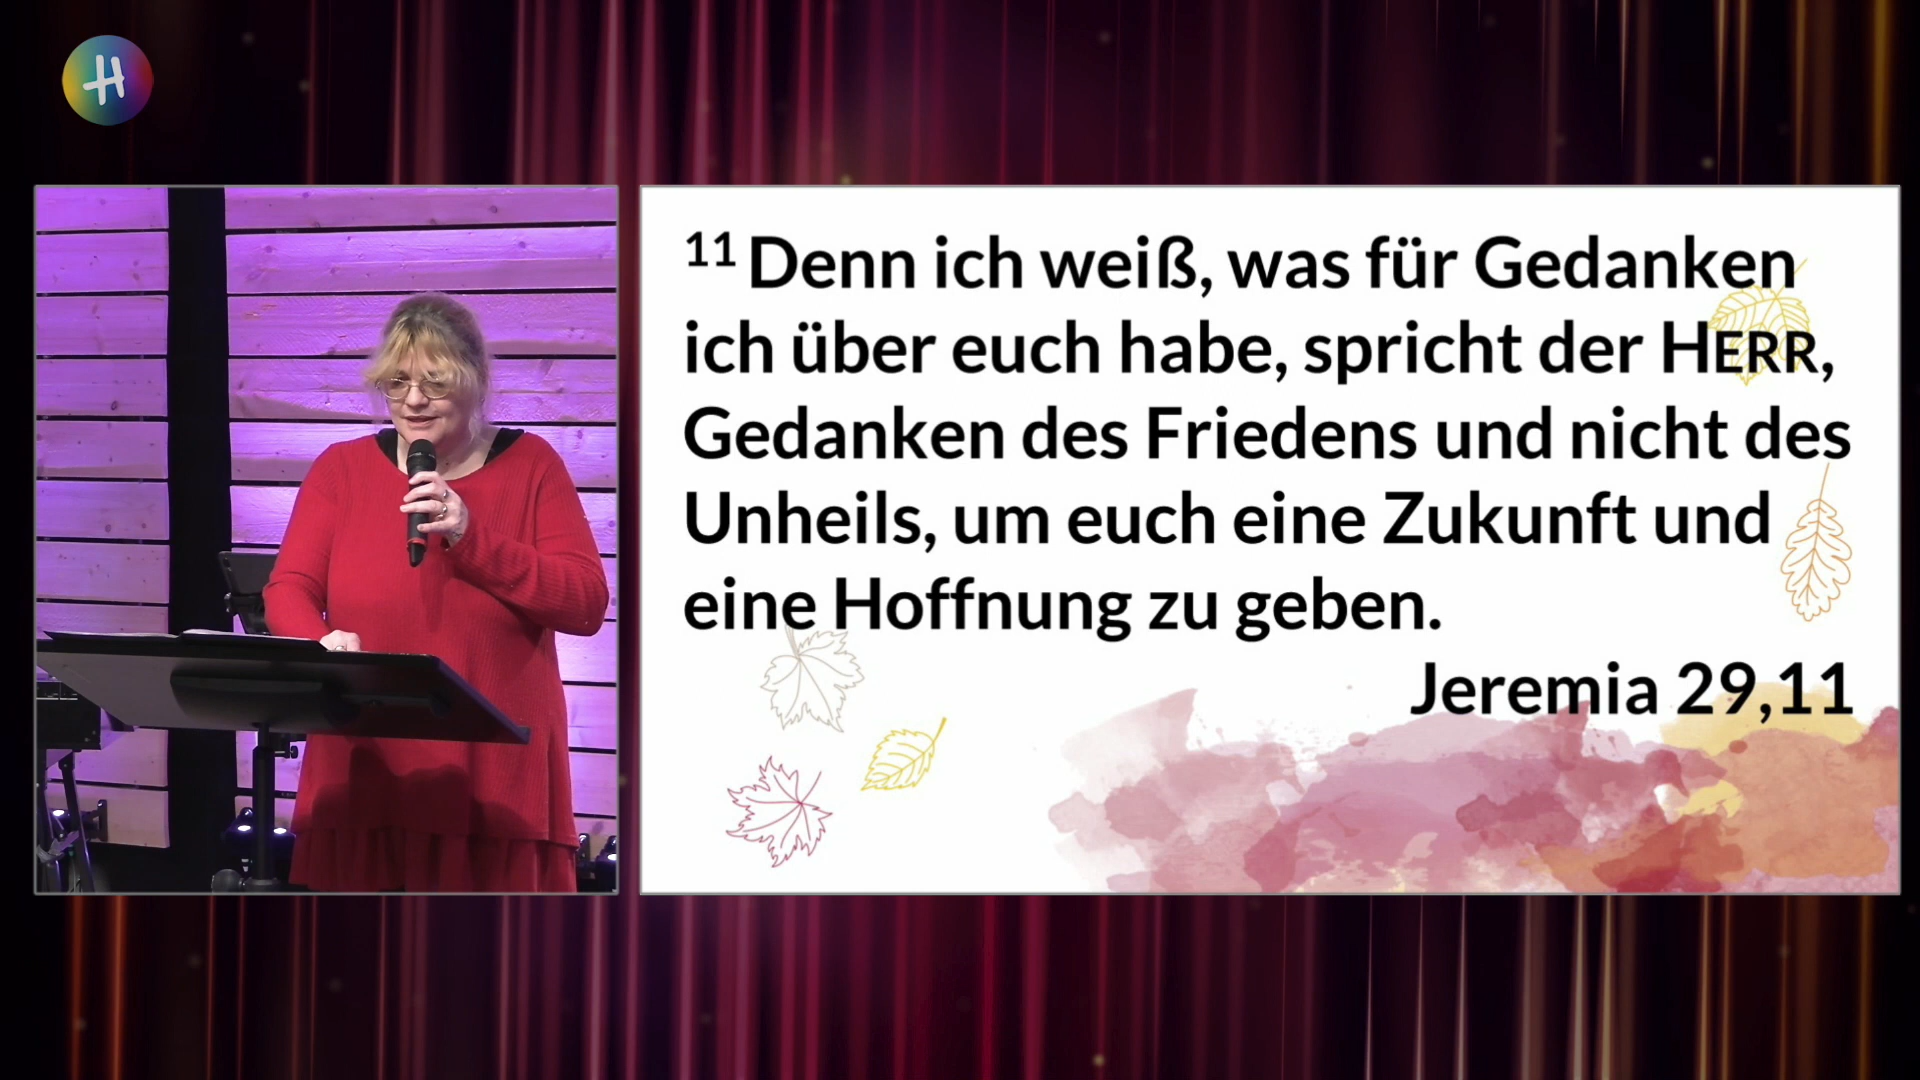 H
11 Denn ich weiß, was für Gedanken
ich über euch habe, spricht der HERR,
Gedanken des Friedens und nicht des
Unheils, um euch eine Zukunft und
eine Hoffnung zu geben.
Jeremia 29,11